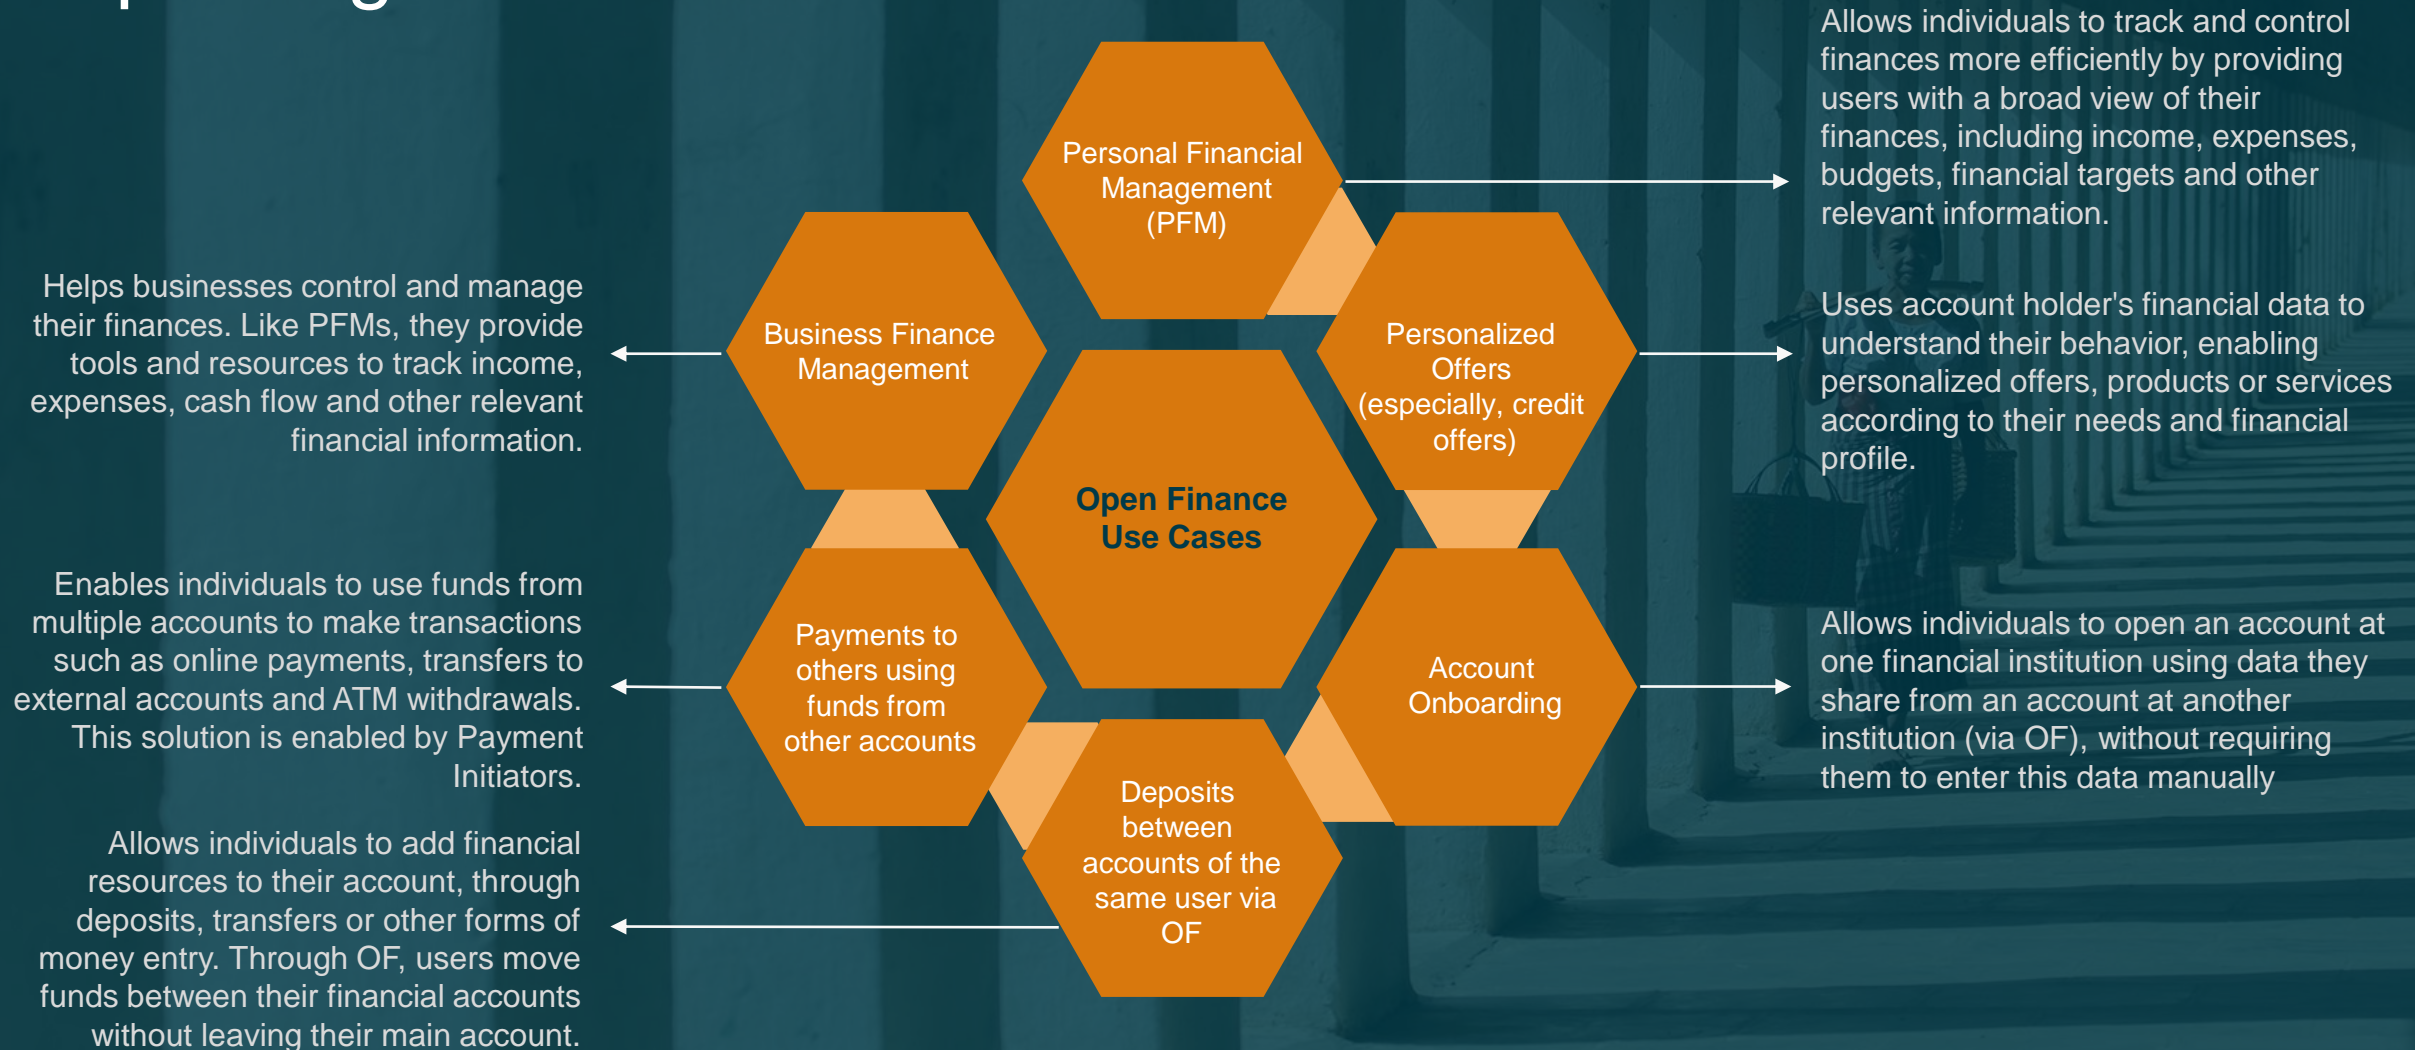 Personal Financial
Management
(PFM)
Allows individuals to track and control
finances more efficiently by providing
users with a broad view of their
finances, including income, expenses,
budgets, financial targets and other
relevant information.
Personalized
Offers
(especially, credit
offers)
Uses account holder's financial data to
understand their behavior, enabling
personalized offers, products or services
according to their needs and financial
profile.
Account
Onboarding
Allows individuals to open an account at
one financial institution using data they
share from an account at another
institution (via OF), without requiring
them to enter this data manually
Open Finance
Use Cases
Business Finance
Management
Helps businesses control and manage
their finances. Like PFMs, they provide
tools and resources to track income,
expenses, cash flow and other relevant
financial information.
Payments to
others using
funds from
other accounts
Enables individuals to use funds from
multiple accounts to make transactions
such as online payments, transfers to
external accounts and ATM withdrawals.
This solution is enabled by Payment
Initiators.
Deposits
between
accounts of the
same user via
OF
Allows individuals to add financial
resources to their account, through
deposits, transfers or other forms of
money entry. Through OF, users move
funds between their financial accounts
without leaving their main account.